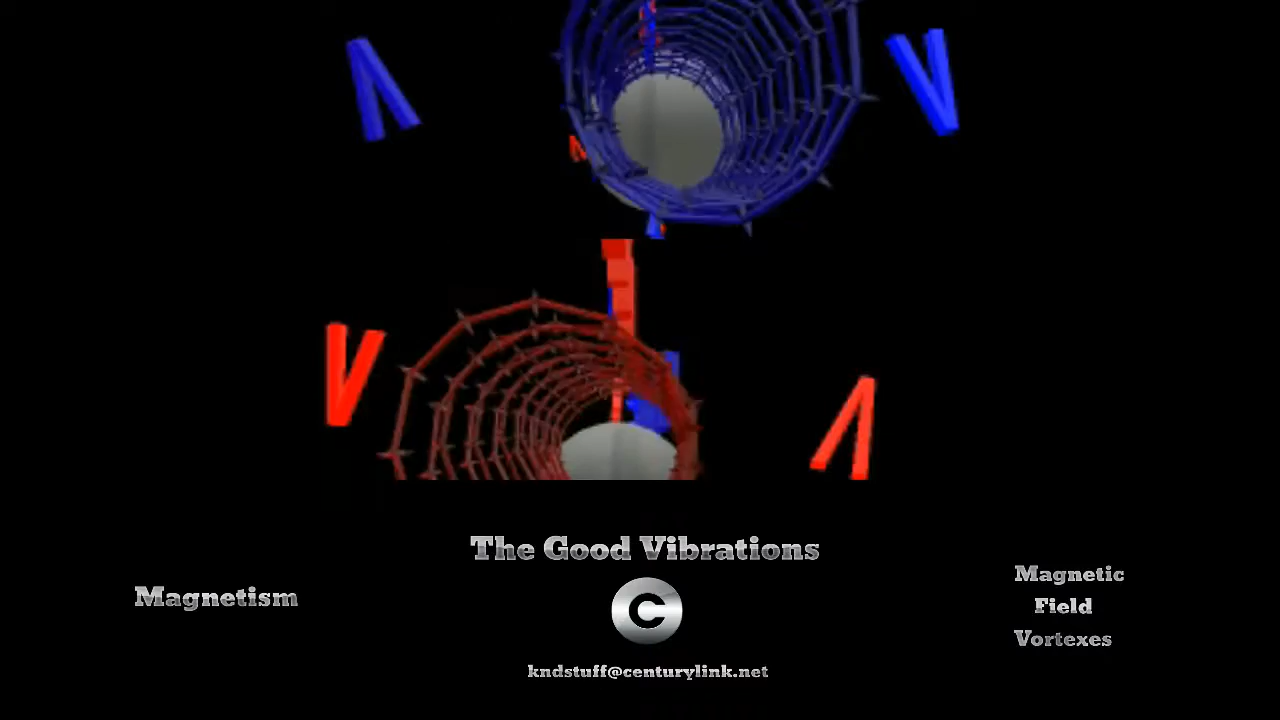 The Good Vibrations
Magnetism
Magnetic
Field
Vortexes
©
kndstuff@centurylink.net